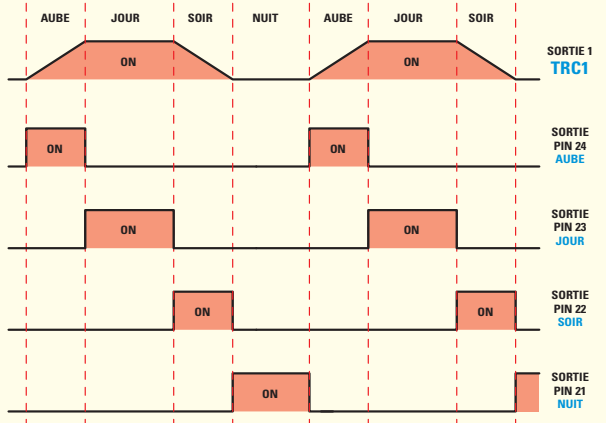 AUBE JOUR SOIR NUIT AUBE JOUR SOIR
ON ON
SORTIE 1
TRC1
ON ON
SORTIE
PIN 24
AUBE
ON ON
SORTIE
PIN 23
JOUR
ON ON
SORTIE
PIN 22
SOIR
ON
SORTIE
PIN 21
NUIT